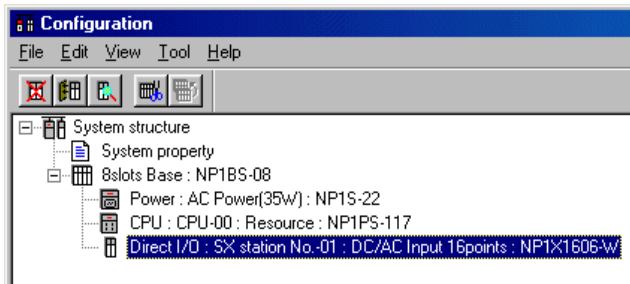 Configuration
File Edit View Tool Help
System structure
System property
8slots Base : NP1BS-08
Power : AC Power(35W) : NP1S-22
CPU : CPU-00 : Resource : NP1PS-117
Direct I/O : SX station No.-01 : DC/AC Input 16points : NP1X1606-W